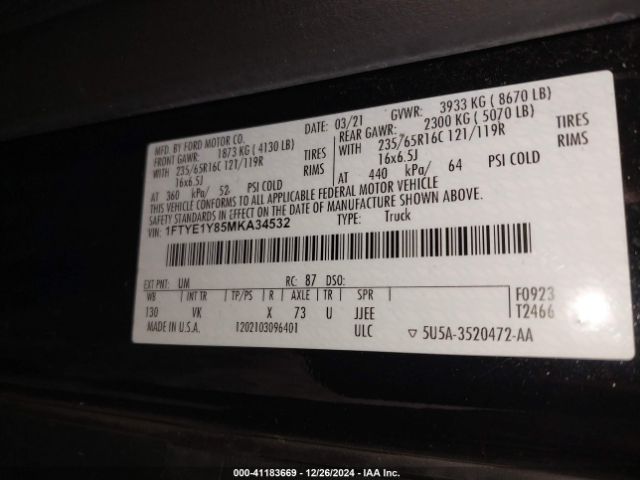 MFD. BY FORD MOTOR CO.
DATE: 03/21 GVWR: 3933 KG ( 8670 LB)
FRONT GAWR: 1873 KG ( 4130 LB)
REAR GAWR: 2300 KG ( 5070 LB)
WITH 235/65R16C 121/119R TIRES
WITH 235/65R16C 121/119R TIRES
16x6.5J RIMS
16x6.5J RIMS
AT 360 kPa/ 52 PSI COLD
AT 440 kPa/ 64 PSI COLD
THIS VEHICLE CONFORMS TO ALL APPLICABLE FEDERAL MOTOR VEHICLE
SAFETY STANDARDS IN EFFECT ON THE DATE OF MANUFACTURE SHOWN ABOVE.
VIN: 1FTYE1Y85MKA34532 TYPE: Truck
EXT PNT: UM RC: 87 DSO:
WB INT TR TP/PS R AXLE TR SPR F0923
130 VK X 73 U JJEE T2466
MADE IN U.S.A. 1202103096401 ULC ▽ 5U5A-3520472-AA
000-41183669 - 12/26/2024 - IAA Inc.